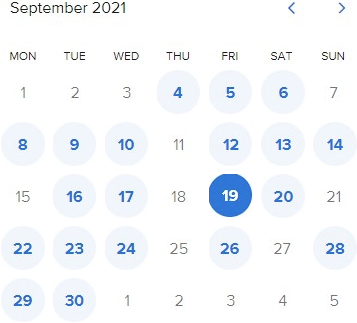 September 2021
MON TUE WED THU FRI SAT SUN
1 2 3 4 5 6 7
8 9 10 11 12 13 14
15 16 17 18 19 20 21
22 23 24 25 26 27 28
29 30 1 2 3 4 5